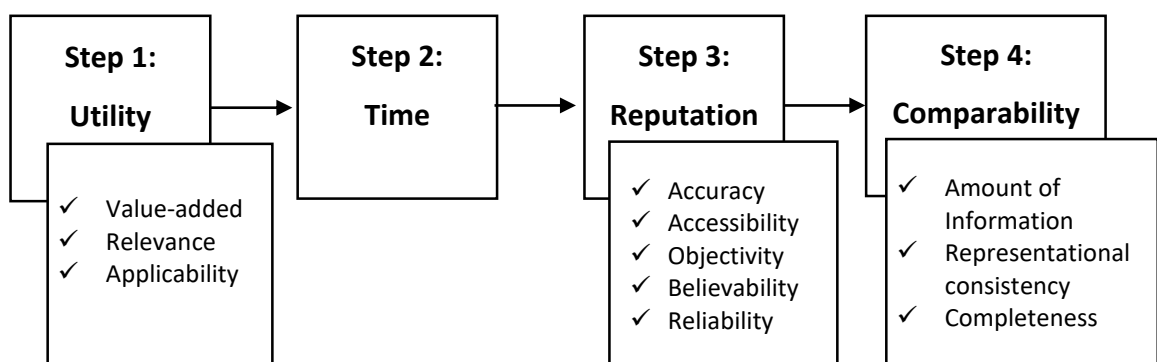 Step 1:
Utility
✓ Value-added
✓ Relevance
✓ Applicability
Step 2:
Time
Step 3:
Reputation
✓ Accuracy
✓ Accessibility
✓ Objectivity
✓ Believability
✓ Reliability
Step 4:
Comparability
✓ Amount of
Information
✓ Representational
consistency
✓ Completeness